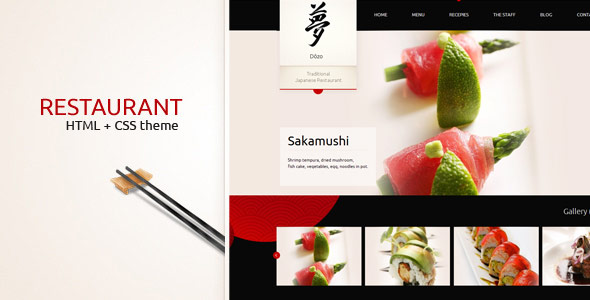 RESTAURANT
HTML + CSS theme
夢
Dōzo
Traditional
Japanese Restaurant
HOME
MENU
RECEPIES
THE STAFF
BLOG
CONTA
Sakamushi
Shrimp tempura, dried mushroom,
Fish cake, vegetables, egg, noodles in pot.
Gallery